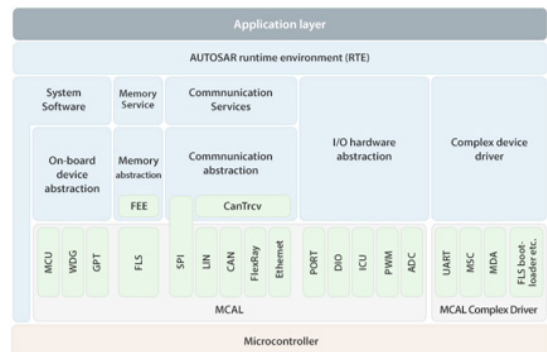 Application layer
AUTOSAR runtime environment (RTE)
System
Software
Memory
Service
Commnunication
Services
I/O hardware
abstraction
Complex device
driver
On-board
device
abstraction
Memory
abstraction
Commnunication
abstraction
FEE
CanTrcv
MCU
WDG
GPT
FLS
SPI
LIN
CAN
FlexRay
Ethernet
PORT
DIO
ICU
PWM
ADC
UART
MSC
MDA
FLS boot-
loader etc.
MCAL
MCAL Complex Driver
Microcontroller